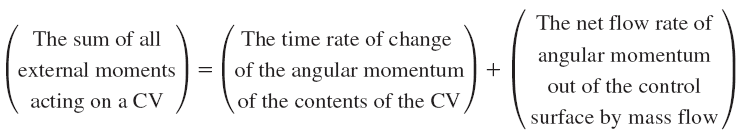 The sum of all
external moments
acting on a CV
=
The time rate of change
of the angular momentum
of the contents of the CV
+
The net flow rate of
angular momentum
out of the control
surface by mass flow